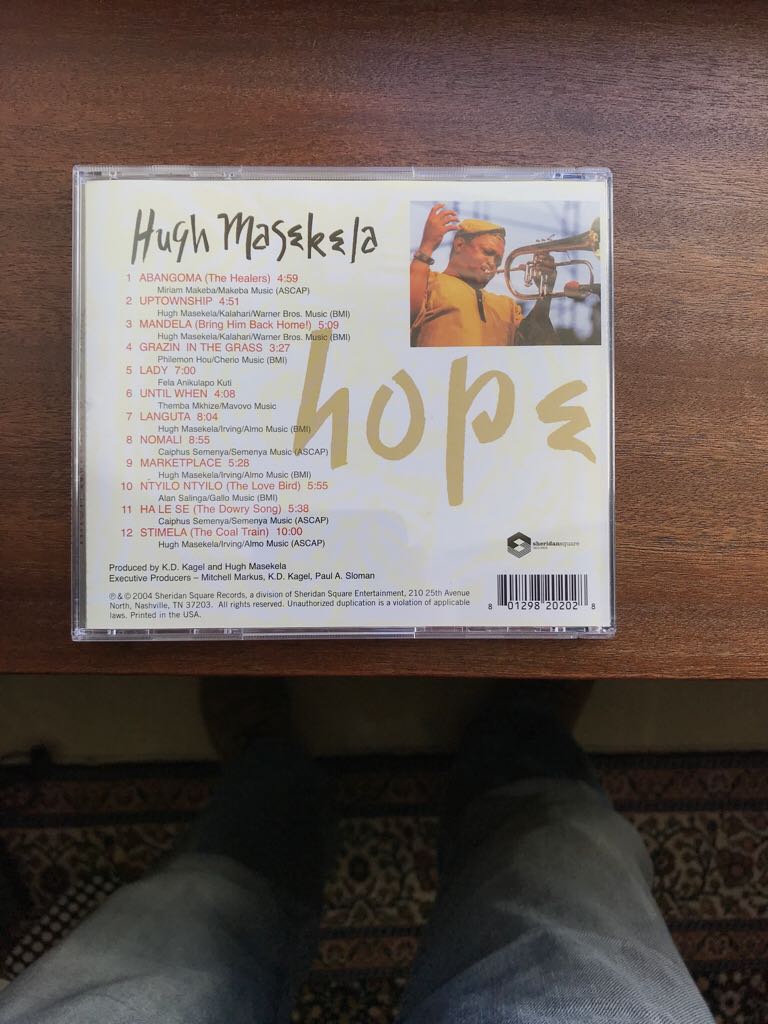 Hugh Masekela
1 ABANGOMA (The Healers) 4:59
Miriam Makeba/Makeba Music (ASCAP)
2 UPTOWNSHIP 4:51
Hugh Masekela/Kalahari/Warner Bros. Music (BMI)
3 MANDELA (Bring Him Back Home!) 5:09
Hugh Masekela/Kalahari/Warner Bros. Music (BMI)
4 GRAZIN IN THE GRASS 3:27
Philemon Hou/Cherio Music (BMI)
5 LADY 7:00
Fela Anikulapo Kuti
6 UNTIL WHEN 4:08
Themba Mkhize/Mavovo Music
7 LANGUTA 8:04
Hugh Masekela/Irving/Almo Music (BMI)
8 NOMALI 8:55
Caiphus Semenya/Semenya Music (ASCAP)
9 MARKETPLACE 5:28
Hugh Masekela/Irving/Almo Music (BMI)
10 NTYILO NTYILO (The Love Bird) 5:55
Alan Salinga/Gallo Music (BMI)
11 HA LE SE (The Dowry Song) 5:38
Caiphus Semenya/Semenya Music (ASCAP)
12 STIMELA (The Coal Train) 10:00
Hugh Masekela/Irving/Almo Music (ASCAP)
hope
Produced by K.D. Kagel and Hugh Masekela
Executive Producers – Mitchell Markus, K.D. Kagel, Paul A. Sloman
℗ & © 2004 Sheridan Square Records, a division of Sheridan Square Entertainment, 210 25th Avenue
North, Nashville, TN 37203. All rights reserved. Unauthorized duplication is a violation of applicable
laws. Printed in the USA.
sheridansquare
8 01298 20202 8